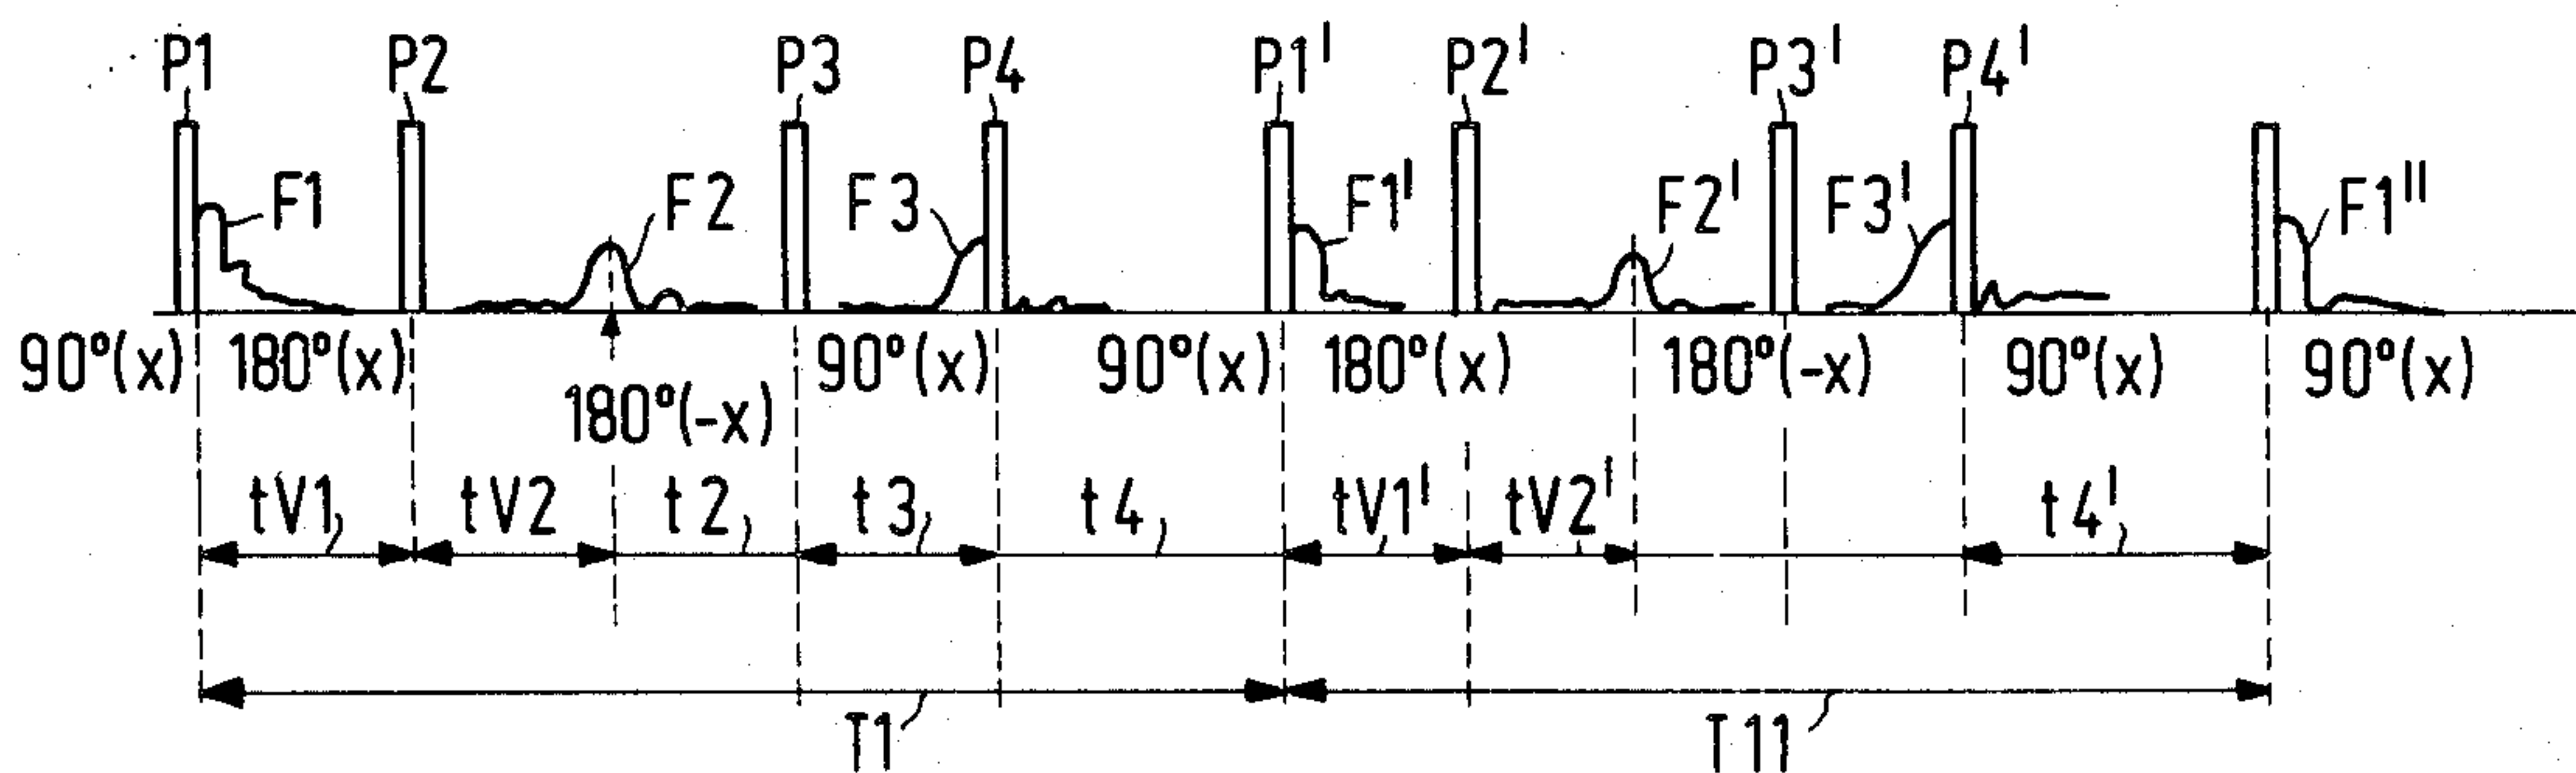 P1 P2 P3 P4 P1' P2' P3' P4'
F1 F2 F3 F1' F2' F3' F1"
90°(x) 180°(x) 90°(x) 90°(x) 180°(x) 180°(-x) 90°(x) 90°(x)
180°(-x)
tV1 tV2 t2 t3 t4 tV1' tV2' t4'
T1 T11